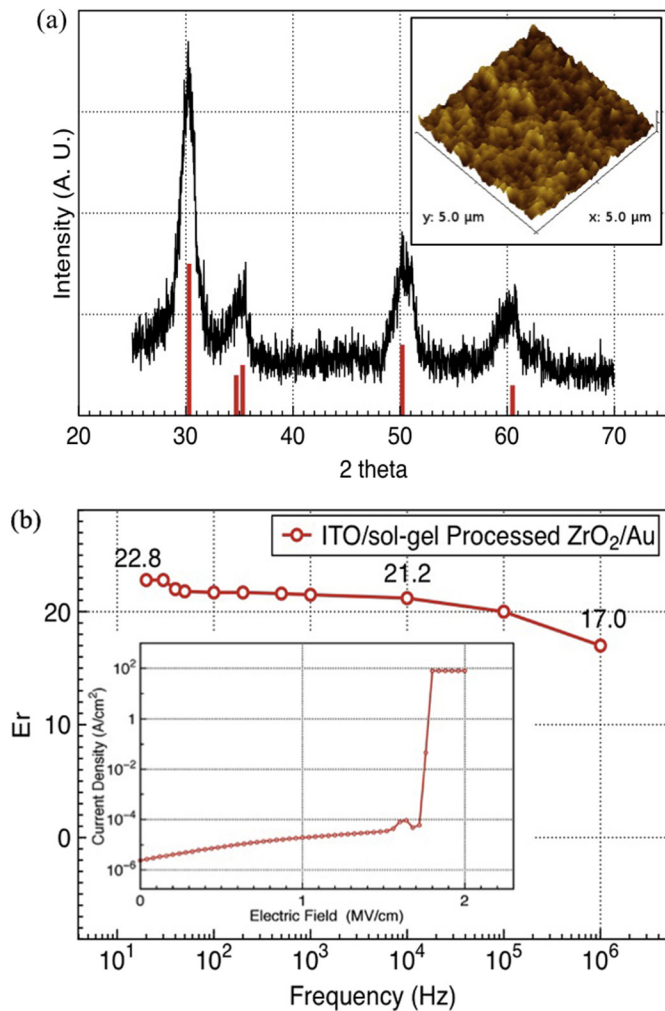 (a)
Intensity (A. U.)
y: 5.0 µm
x: 5.0 µm
20 30 40 50 60 70
2 theta
(b)
ITO/sol-gel Processed ZrO₂/Au
22.8
21.2
17.0
20
10
0
Er
10²
1
10⁻²
10⁻⁴
10⁻⁶
Current Density (A/cm²)
0 1 2
Electric Field (MV/cm)
10¹ 10² 10³ 10⁴ 10⁵ 10⁶
Frequency (Hz)